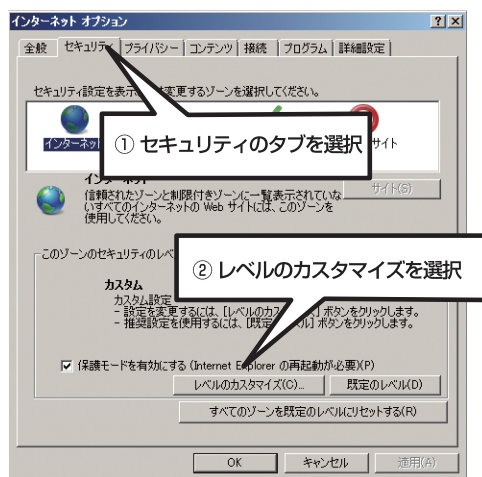 インターネット オプション
全般 セキュリティ プライバシー コンテンツ 接続 プログラム 詳細設定
セキュリティ設定を表示 変更するゾーンを選択してください。
① セキュリティのタブを選択
インターネット サイト
インターネット
サイト(S)
信頼されたゾーンと制限付きゾーンに一覧表示されていな
いすべてのインターネットの Web サイトには、このゾーンを
使用してください。
このゾーンのセキュリティのレベ
② レベルのカスタマイズを選択
カスタム
カスタム設定
- 設定を変更するには、[レベルのカス ボタンをクリックします。
- 推奨設定を使用するには、[既定 ベル] ボタンをクリックします。
保護モードを有効にする (Internet Explorer の再起動が必要)(P)
レベルのカスタマイズ(C)... 既定のレベル(D)
すべてのゾーンを既定のレベルにリセットする(R)
OK キャンセル 適用(A)